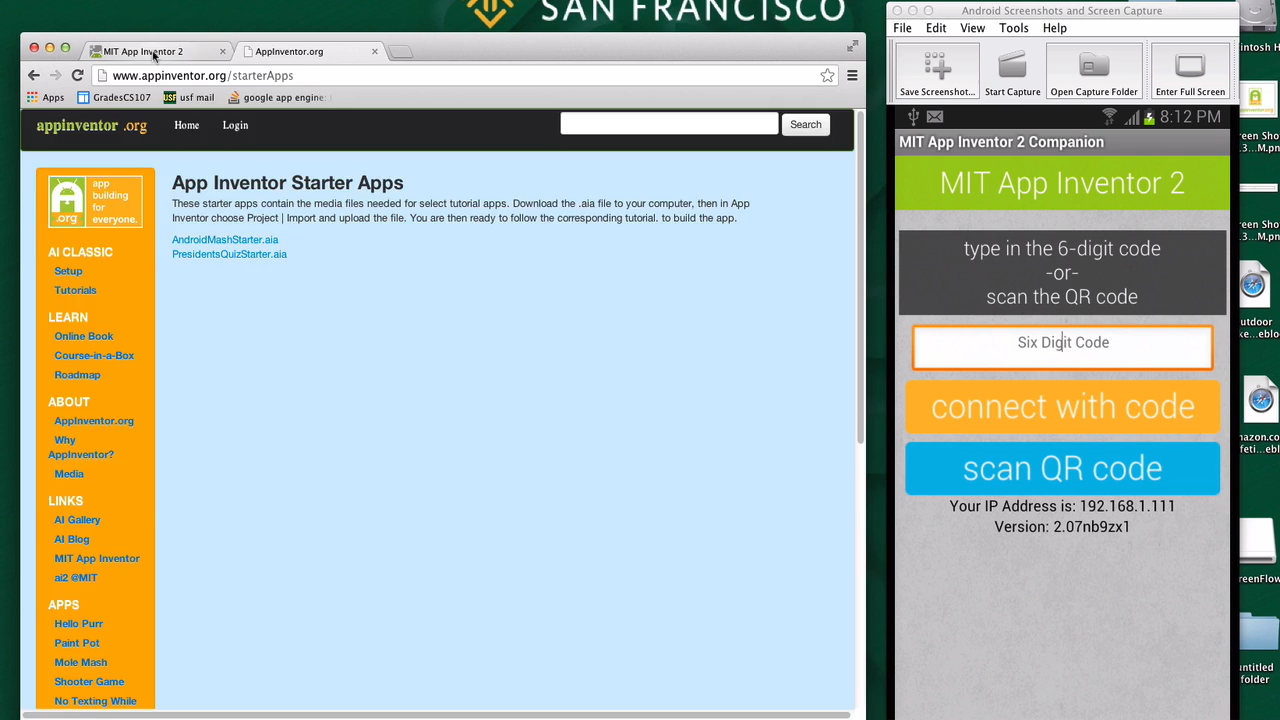 SAN FRANCISCO
MIT App Inventor 2
AppInventor.org
www.appinventor.org/starterApps
Apps
GradesCS107
USF usf mail
google app engine:
appinventor .org
Home
Login
Search
app
building
for
everyone.
.org
AI CLASSIC
Setup
Tutorials
LEARN
Online Book
Course-in-a-Box
Roadmap
ABOUT
AppInventor.org
Why
AppInventor?
Media
LINKS
AI Gallery
AI Blog
MIT App Inventor
ai2 @MIT
APPS
Hello Purr
Paint Pot
Mole Mash
Shooter Game
No Texting While
App Inventor Starter Apps
These starter apps contain the media files needed for select tutorial apps. Download the .aia file to your computer, then in App
Inventor choose Project | Import and upload the file. You are then ready to follow the corresponding tutorial. to build the app.
AndroidMashStarter.aia
PresidentsQuizStarter.aia
Android Screenshots and Screen Capture
File Edit View Tools Help
Save Screenshot...
Start Capture
Open Capture Folder
Enter Full Screen
8:12 PM
MIT App Inventor 2 Companion
MIT App Inventor 2
type in the 6-digit code
-or-
scan the QR code
Six Digit Code
connect with code
scan QR code
Your IP Address is: 192.168.1.111
Version: 2.07nb9zx1
untitled
folder